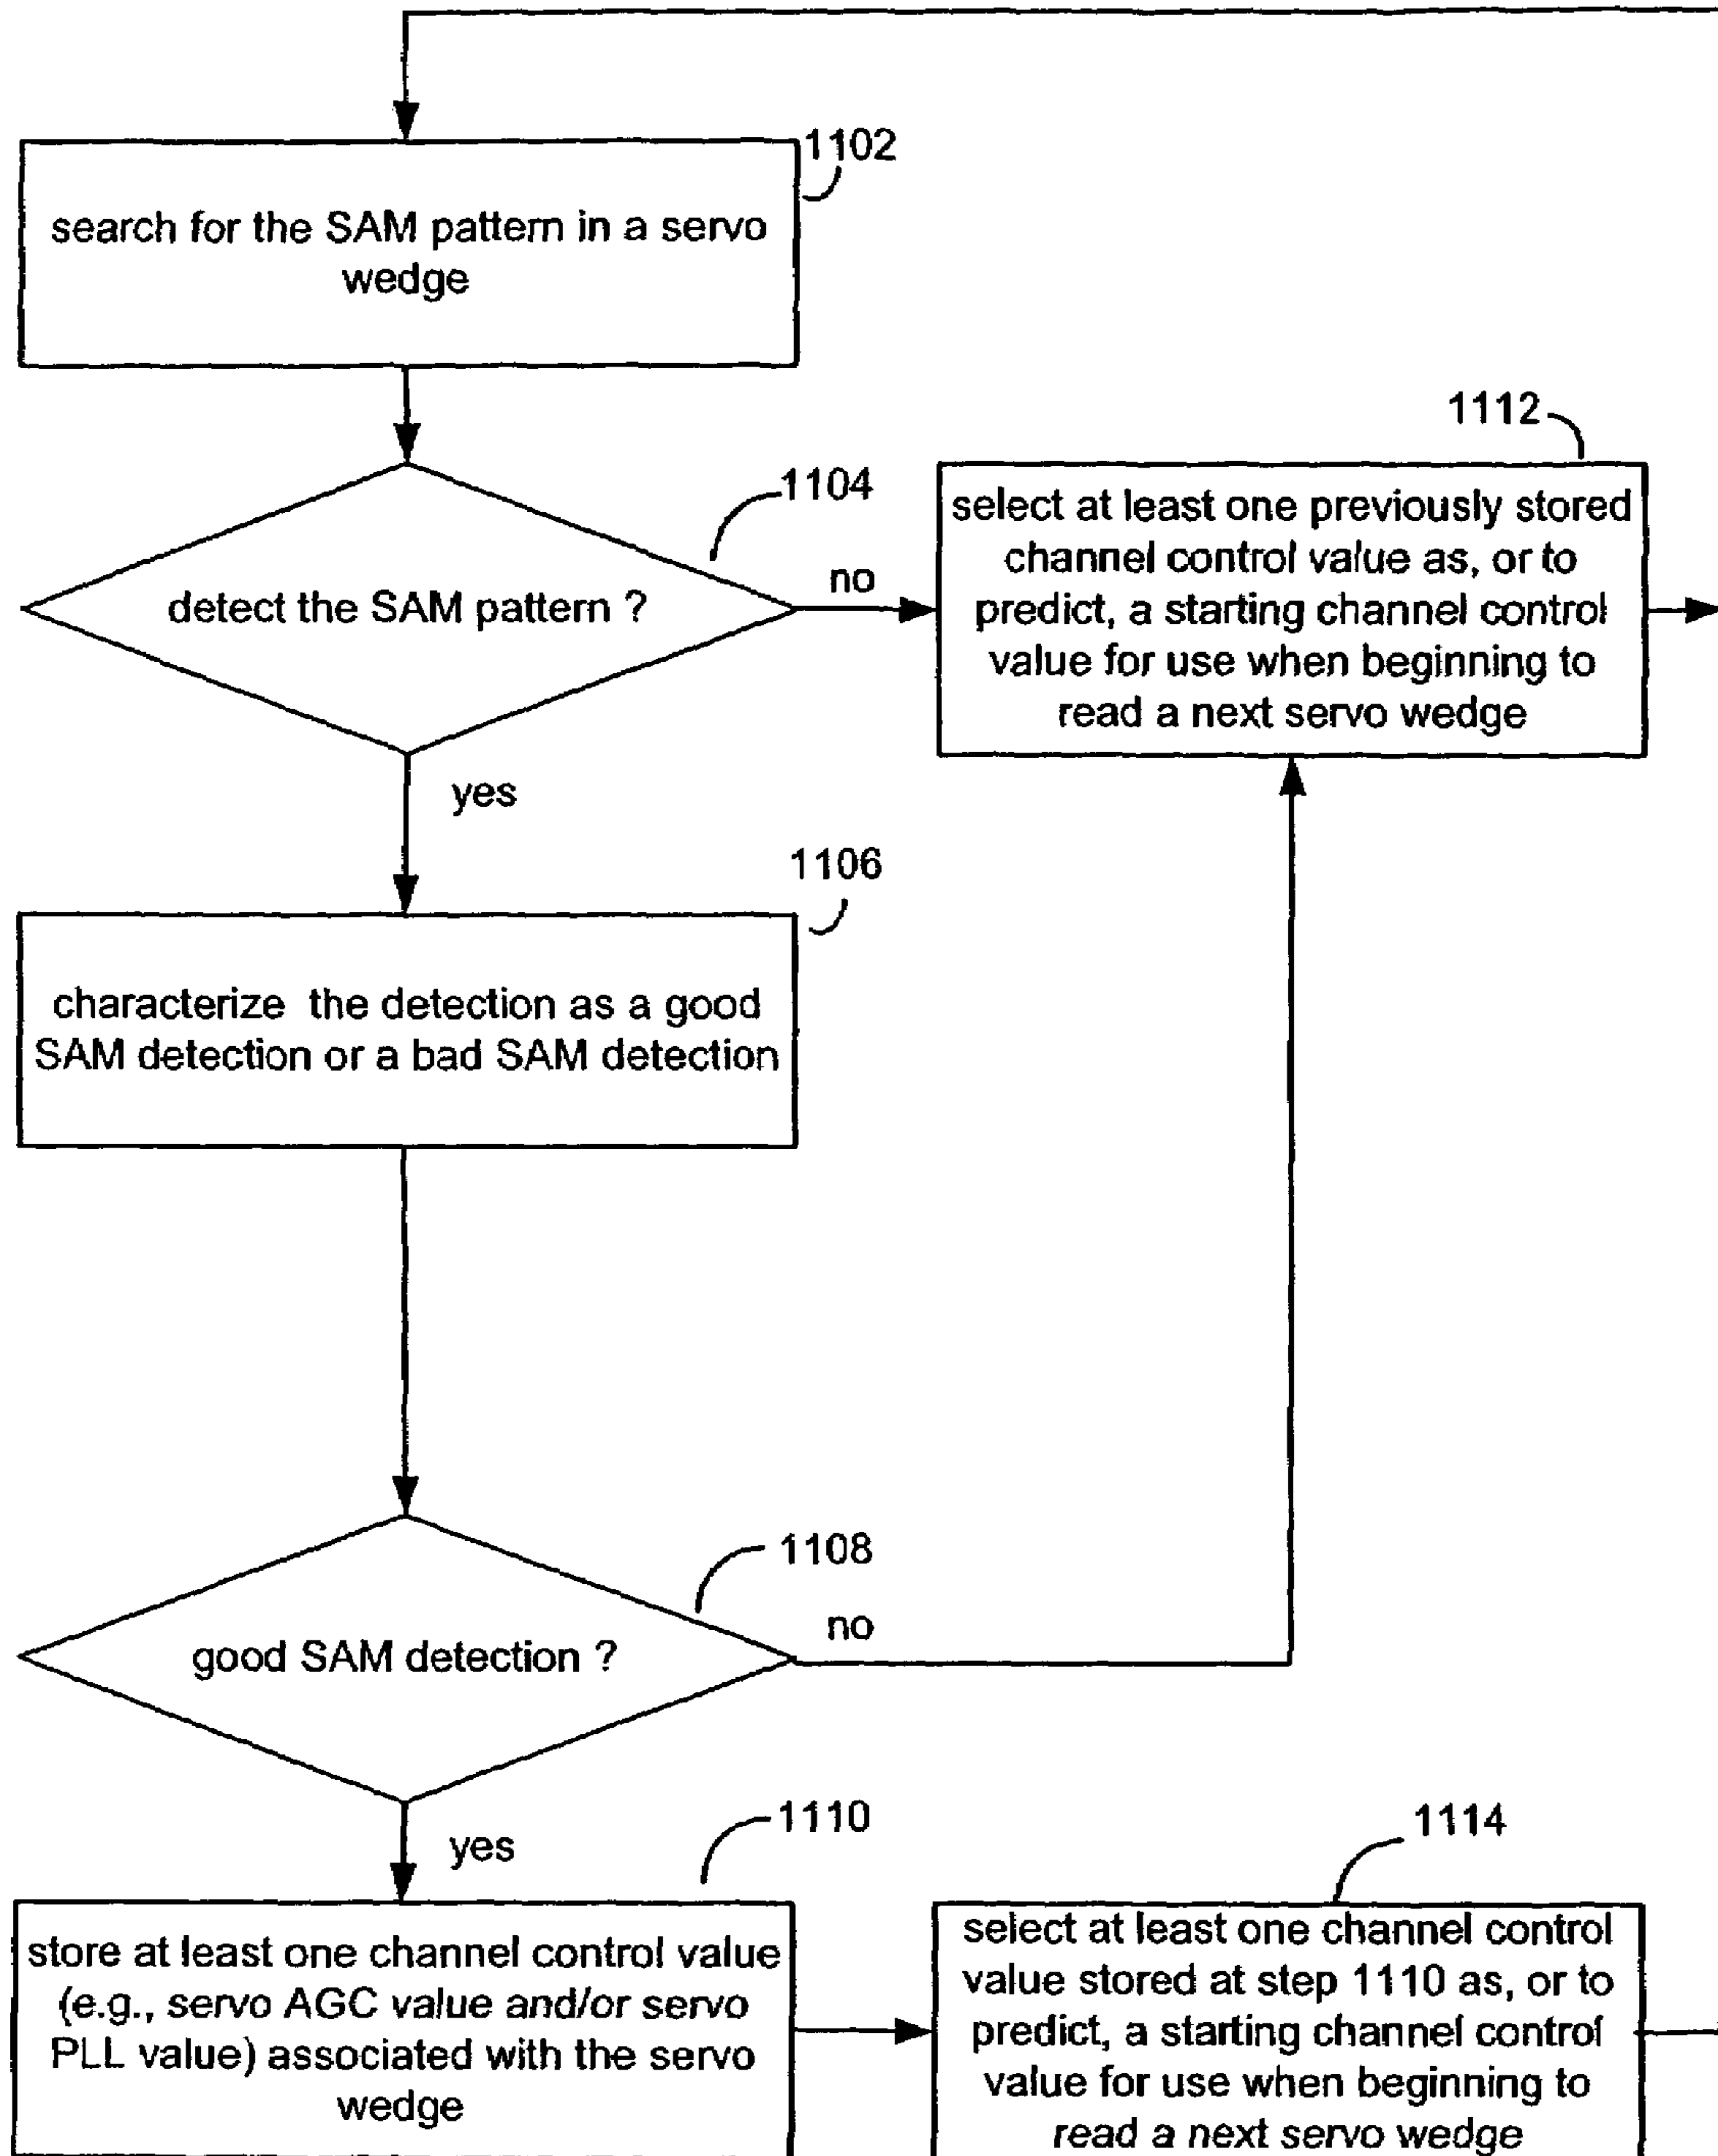 1102
search for the SAM pattern in a servo
wedge
1104
detect the SAM pattern ?
no
yes
1112
select at least one previously stored
channel control value as, or to
predict, a starting channel control
value for use when beginning to
read a next servo wedge
1106
characterize the detection as a good
SAM detection or a bad SAM detection
1108
good SAM detection ?
no
yes
1110
store at least one channel control value
(e.g., servo AGC value and/or servo
PLL value) associated with the servo
wedge
1114
select at least one channel control
value stored at step 1110 as, or to
predict, a starting channel control
value for use when beginning to
read a next servo wedge